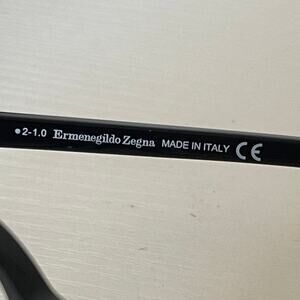 ●2-1.0 Ermenegildo Zegna MADE IN ITALY CE